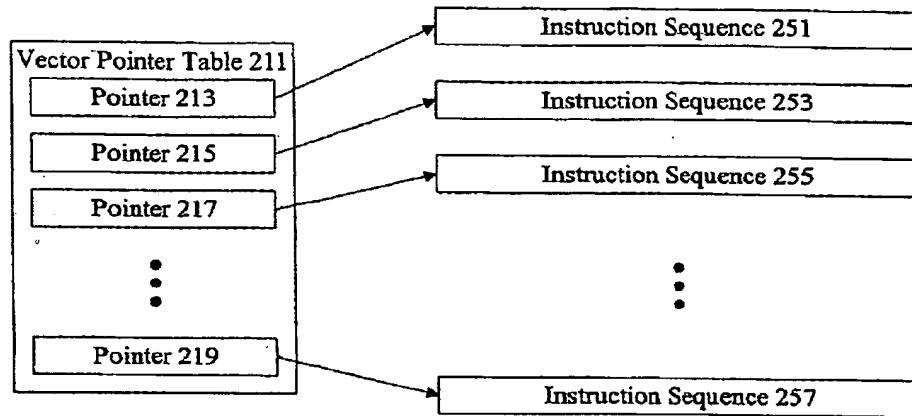 Vector Pointer Table 211
Pointer 213
Pointer 215
Pointer 217
Pointer 219
Instruction Sequence 251
Instruction Sequence 253
Instruction Sequence 255
Instruction Sequence 257